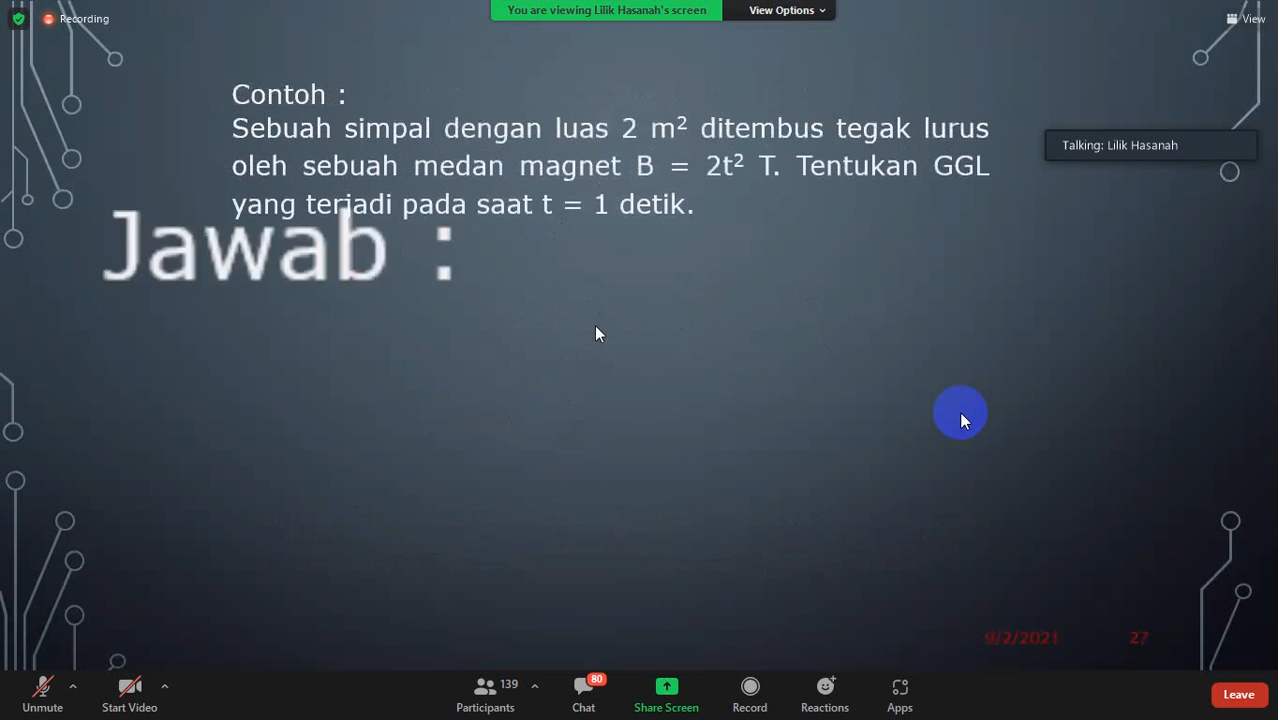 Recording
You are viewing Lilik Hasanah's screen
View Options
View
Contoh :
Sebuah simpal dengan luas 2 m² ditembus tegak lurus
oleh sebuah medan magnet B = 2t² T. Tentukan GGL
yang terjadi pada saat t = 1 detik.
Talking: Lilik Hasanah
Jawab :
9/2/2021
Unmute
Start Video
139
Participants
80
Chat
Share Screen
Record
Reactions
Apps
Leave